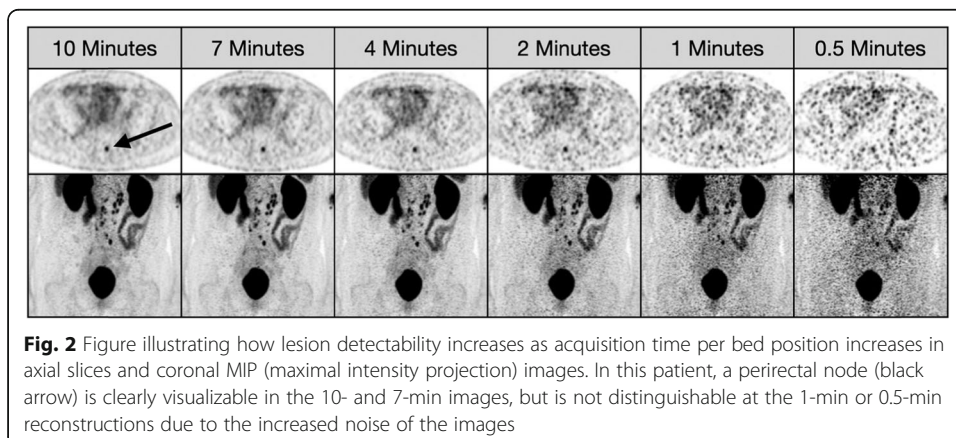 10 Minutes 7 Minutes 4 Minutes 2 Minutes 1 Minutes 0.5 Minutes
Fig. 2 Figure illustrating how lesion detectability increases as acquisition time per bed position increases in
axial slices and coronal MIP (maximal intensity projection) images. In this patient, a perirectal node (black
arrow) is clearly visualizable in the 10- and 7-min images, but is not distinguishable at the 1-min or 0.5-min
reconstructions due to the increased noise of the images